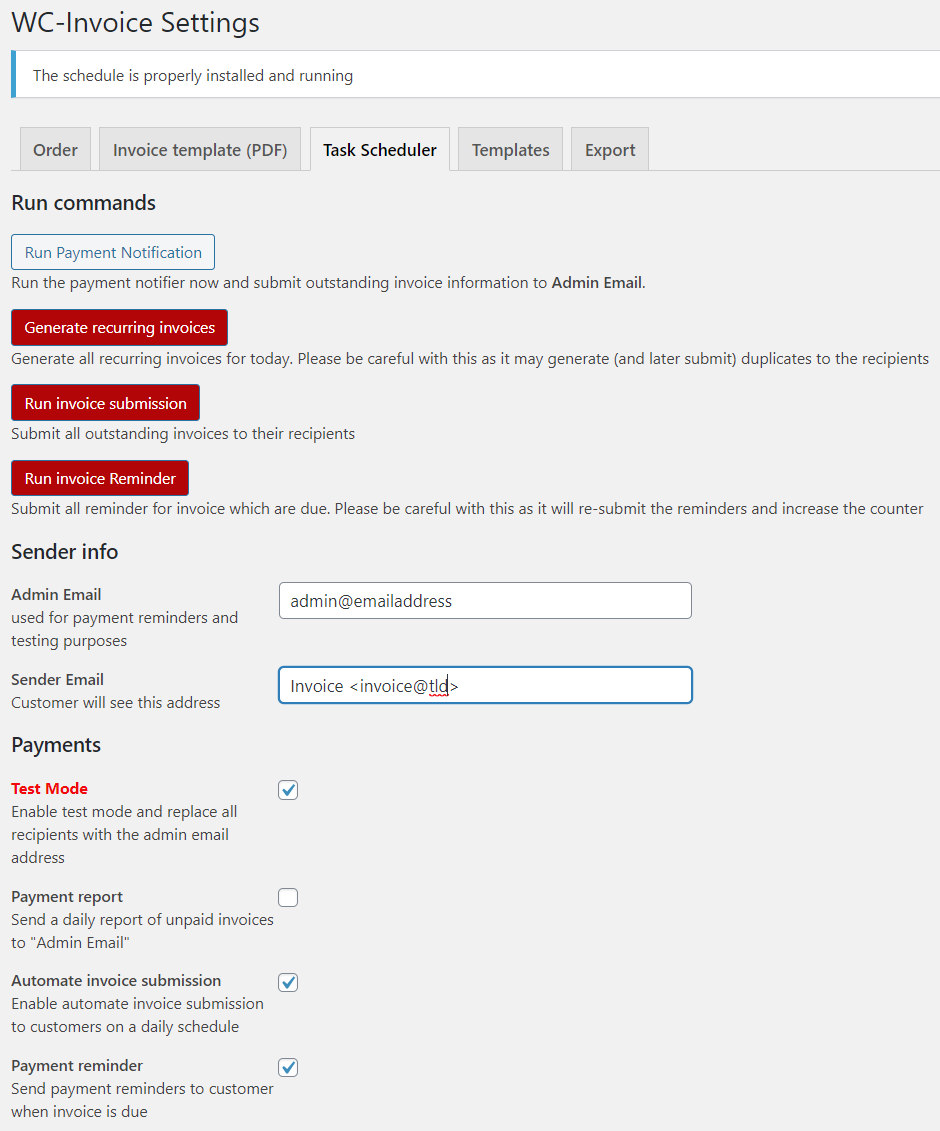 WC-Invoice Settings
The schedule is properly installed and running
Order Invoice template (PDF) Task Scheduler Templates Export
Run commands
Run Payment Notification
Run the payment notifier now and submit outstanding invoice information to Admin Email.
Generate recurring invoices
Generate all recurring invoices for today. Please be careful with this as it may generate (and later submit) duplicates to the recipients
Run invoice submission
Submit all outstanding invoices to their recipients
Run invoice Reminder
Submit all reminder for invoice which are due. Please be careful with this as it will re-submit the reminders and increase the counter
Sender info
Admin Email
used for payment reminders and
testing purposes
admin@emailaddress
Sender Email
Customer will see this address
Invoice <invoice@tld>
Payments
Test Mode
Enable test mode and replace all
recipients with the admin email
address
Payment report
Send a daily report of unpaid invoices
to "Admin Email"
Automate invoice submission
Enable automate invoice submission
to customers on a daily schedule
Payment reminder
Send payment reminders to customer
when invoice is due